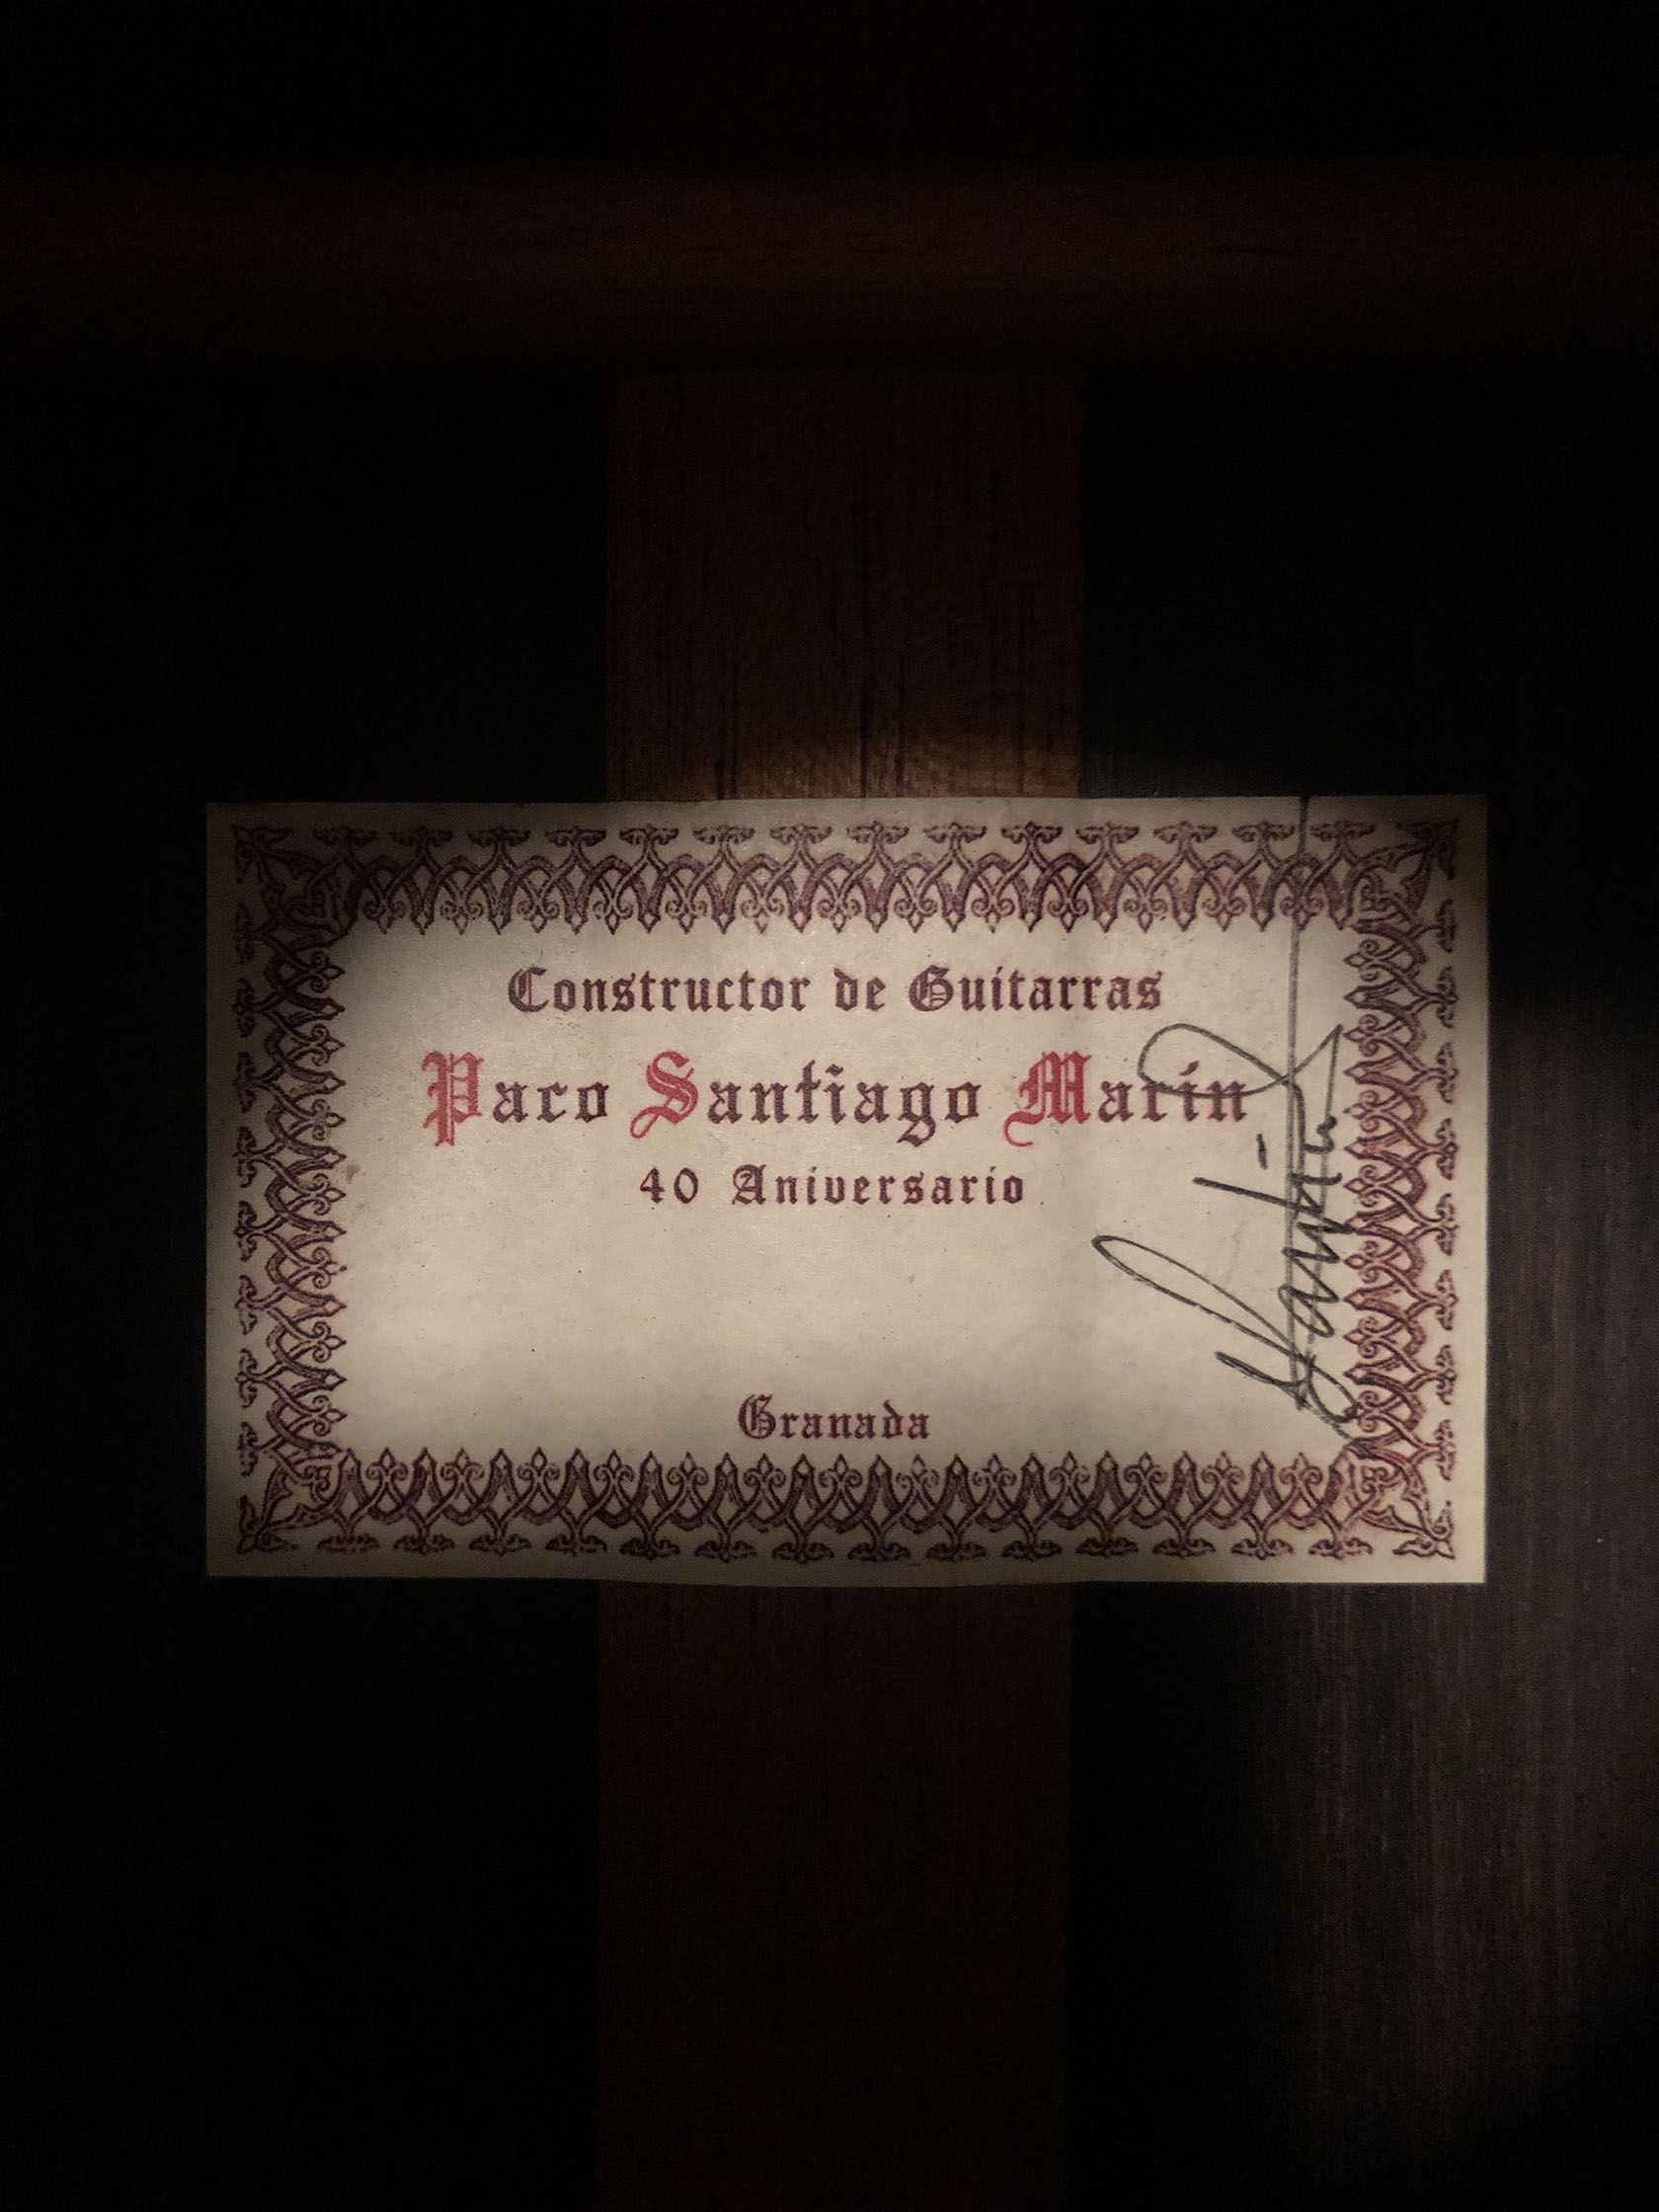 Constructor de Guitarras
Paco Santiago Marín
40 Aniversario
Granada